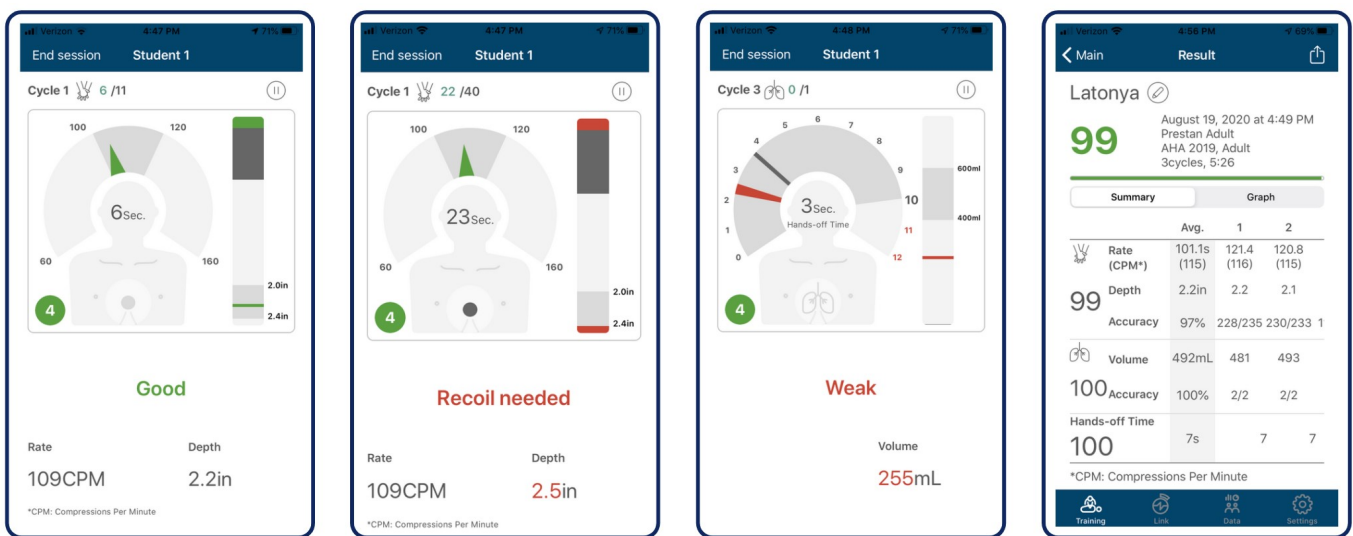 Verizon 4:47 PM 71%
End session Student 1
Cycle 1 6 /11
100 120
6Sec.
60 160
2.0in
4
2.4in
Good
Rate Depth
109CPM 2.2in
*CPM: Compressions Per Minute
Verizon 4:47 PM 71%
End session Student 1
Cycle 1 22 /40
100 120
23Sec.
60 160
2.0in
4
2.4in
Recoil needed
Rate Depth
109CPM 2.5in
*CPM: Compressions Per Minute
Verizon 4:48 PM 71%
End session Student 1
Cycle 3 0 /1
0 1 2 3 4 5 6 7 8 9 10 11 12
600ml
400ml
3Sec.
Hands-off Time
4
Weak
Volume
255mL
Verizon 4:56 PM 69%
Main Result
Latonya
99
August 19, 2020 at 4:49 PM
Prestan Adult
AHA 2019, Adult
3cycles, 5:26
Summary Graph
Avg. 1 2
Rate 101.1s 121.4 120.8
(CPM*) (115) (116) (115)
99
Depth 2.2in 2.2 2.1
Accuracy 97% 228/235 230/233 1
Volume 492mL 481 493
100
Accuracy 100% 2/2 2/2
Hands-off Time
100 7s 7 7
*CPM: Compressions Per Minute
Training Link Data Settings